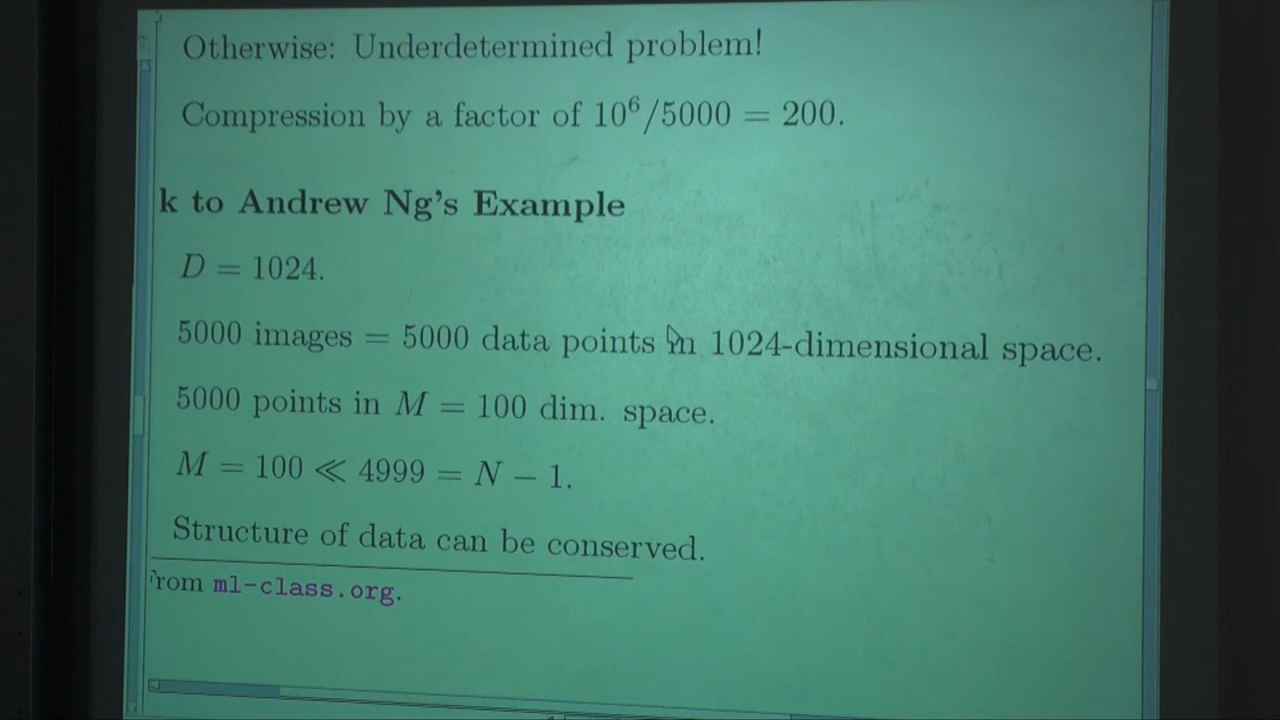 Otherwise: Underdetermined problem!
Compression by a factor of 10⁶/5000 = 200.
k to Andrew Ng's Example
D = 1024.
5000 images = 5000 data points in 1024-dimensional space.
5000 points in M = 100 dim. space.
M = 100 ≪ 4999 = N − 1.
Structure of data can be conserved.
rom ml-class.org.